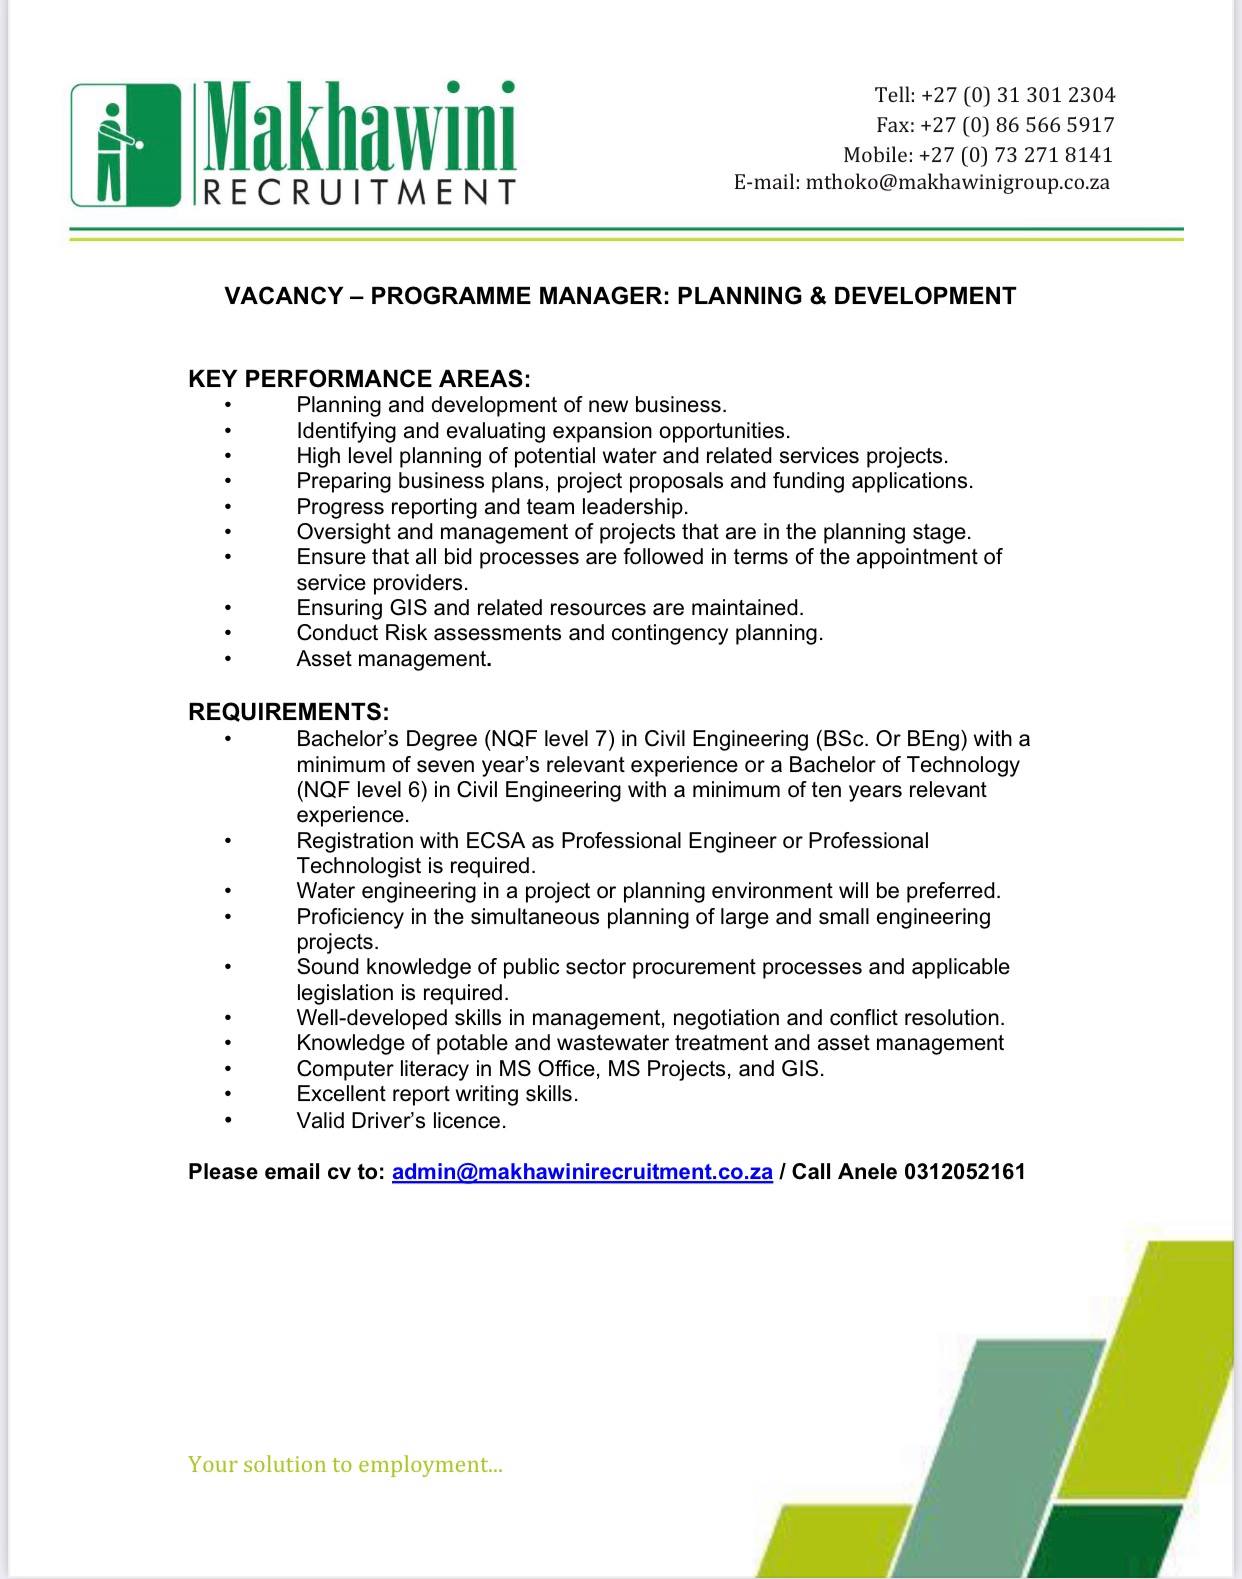 Makhawini
RECRUITMENT
Tell: +27 (0) 31 301 2304
Fax: +27 (0) 86 566 5917
Mobile: +27 (0) 73 271 8141
E-mail: mthoko@makhawinigroup.co.za
VACANCY – PROGRAMME MANAGER: PLANNING & DEVELOPMENT
KEY PERFORMANCE AREAS:
• Planning and development of new business.
• Identifying and evaluating expansion opportunities.
• High level planning of potential water and related services projects.
• Preparing business plans, project proposals and funding applications.
• Progress reporting and team leadership.
• Oversight and management of projects that are in the planning stage.
• Ensure that all bid processes are followed in terms of the appointment of
service providers.
• Ensuring GIS and related resources are maintained.
• Conduct Risk assessments and contingency planning.
• Asset management.
REQUIREMENTS:
• Bachelor’s Degree (NQF level 7) in Civil Engineering (BSc. Or BEng) with a
minimum of seven year’s relevant experience or a Bachelor of Technology
(NQF level 6) in Civil Engineering with a minimum of ten years relevant
experience.
• Registration with ECSA as Professional Engineer or Professional
Technologist is required.
• Water engineering in a project or planning environment will be preferred.
• Proficiency in the simultaneous planning of large and small engineering
projects.
• Sound knowledge of public sector procurement processes and applicable
legislation is required.
• Well-developed skills in management, negotiation and conflict resolution.
• Knowledge of potable and wastewater treatment and asset management
• Computer literacy in MS Office, MS Projects, and GIS.
• Excellent report writing skills.
• Valid Driver’s licence.
Please email cv to: admin@makhawinirecruitment.co.za / Call Anele 0312052161
Your solution to employment...